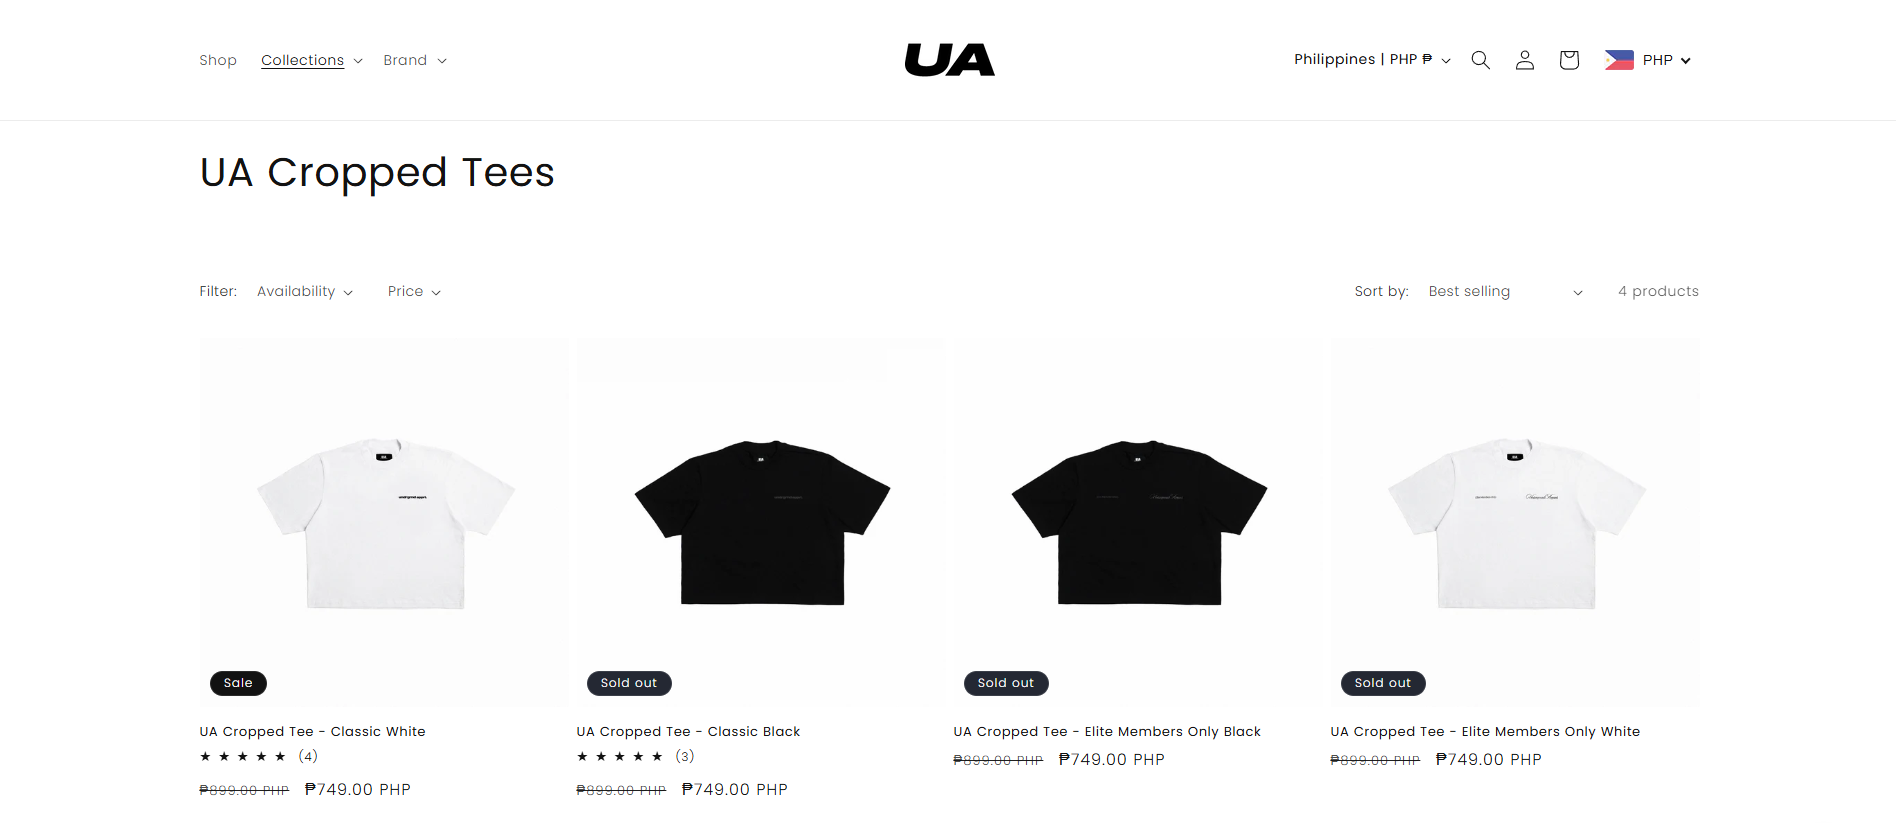 Shop Collections Brand
UA
Philippines | PHP ₱
PHP
UA Cropped Tees
Filter: Availability Price
Sort by: Best selling 4 products
Sale
Sold out
Sold out
Sold out
UA Cropped Tee - Classic White
★ ★ ★ ★ ★ (4)
₱899.00 PHP ₱749.00 PHP
UA Cropped Tee - Classic Black
★ ★ ★ ★ ★ (3)
₱899.00 PHP ₱749.00 PHP
UA Cropped Tee - Elite Members Only Black
₱899.00 PHP ₱749.00 PHP
UA Cropped Tee - Elite Members Only White
₱899.00 PHP ₱749.00 PHP